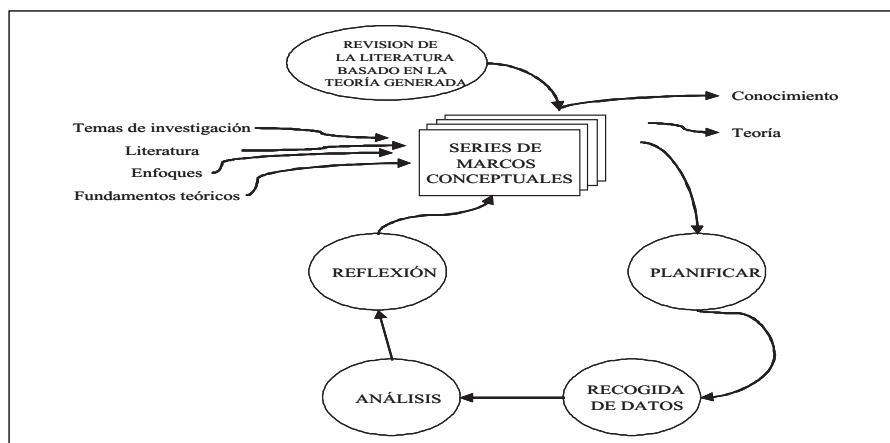 REVISION DE
LA LITERATURA
BASADO EN LA
TEORÍA GENERADA
Conocimiento
Teoría
Temas de investigación
Literatura
Enfoques
Fundamentos teóricos
SERIES DE
MARCOS
CONCEPTUALES
REFLEXIÓN
PLANIFICAR
ANÁLISIS
RECOGIDA
DE DATOS